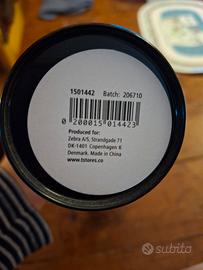 1501442 Batch: 206710
0 200015 014423
Produced for:
Zebra A/S, Strandgade 71
DK-1401 Copenhagen K
Denmark. Made in China
www.tstores.co
subito